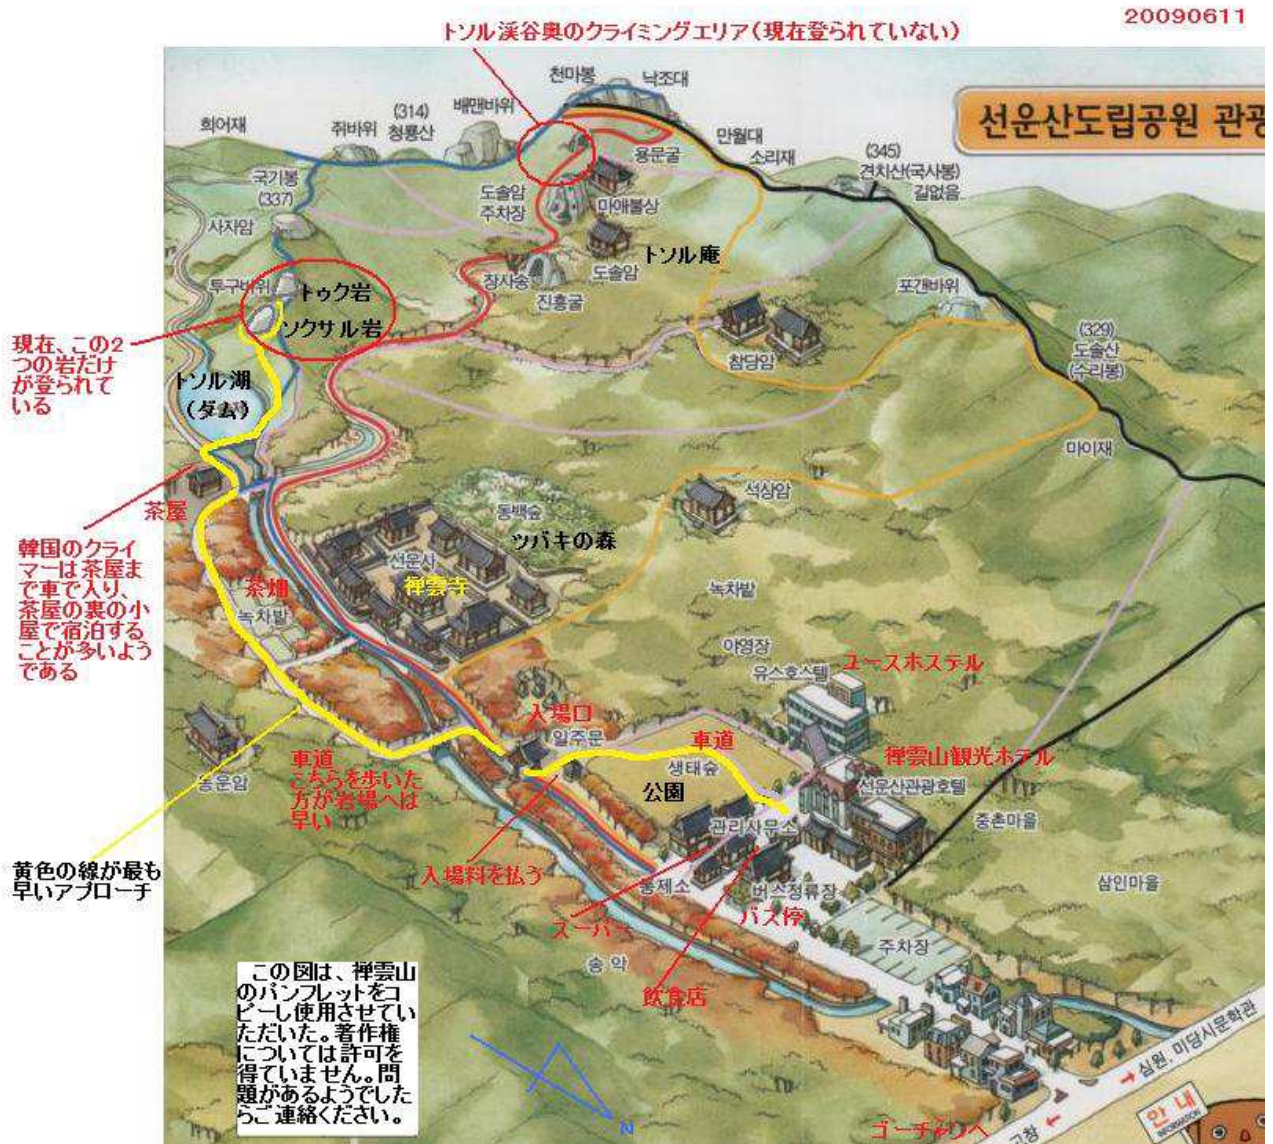 20090611
トソル渓谷奥のクライミングエリア(現在登られていない)
천마봉
낙조대
선운산도립공원 관광
(314)
청룡산
배맨바위
희어재
쥐바위
만월대
소리재
(345)
견치산(국사봉)
길없음
용문굴
국기봉
(337)
도솔암
주차장
마애불상
사자암
トソル庵
도솔암
장사송
진흥굴
투구바위
トゥク岩
ソクサル岩
포갠바위
(329)
도솔산
(수리봉)
참당암
現在、この2
つの岩だけ
が登られて
いる
トソル湖
(ダム)
마이재
석상암
茶屋
동백숲
ツバキの森
선운사
禅雲寺
韓国のクライ
マーは茶屋ま
で車で入り、
茶屋の裏の小
屋で宿泊する
ことが多いよう
である
茶畑
녹차밭
녹차밭
야영장
유스호스텔
ユースホステル
入場口
일주문
車道
생태숲
禅雲山観光ホテル
선운산관광호텔
동운암
車道
こちらを歩いた
方が岩場へは
早い
公園
관리사무소
중촌마을
黄色の線が最も
早いアプローチ
入場料を払う
통제소
버스정류장
バス停
삼인마을
スーパー
주차장
송악
飲食店
この図は、禅雲山
のパンフレットをコ
ピーし使用させてい
ただいた。著作権
については許可を
得ていません。問
題があるようでした
らご連絡ください。
N
심원, 미당시문학관
안내
INFORMATION
ゴーチャンへ
고창